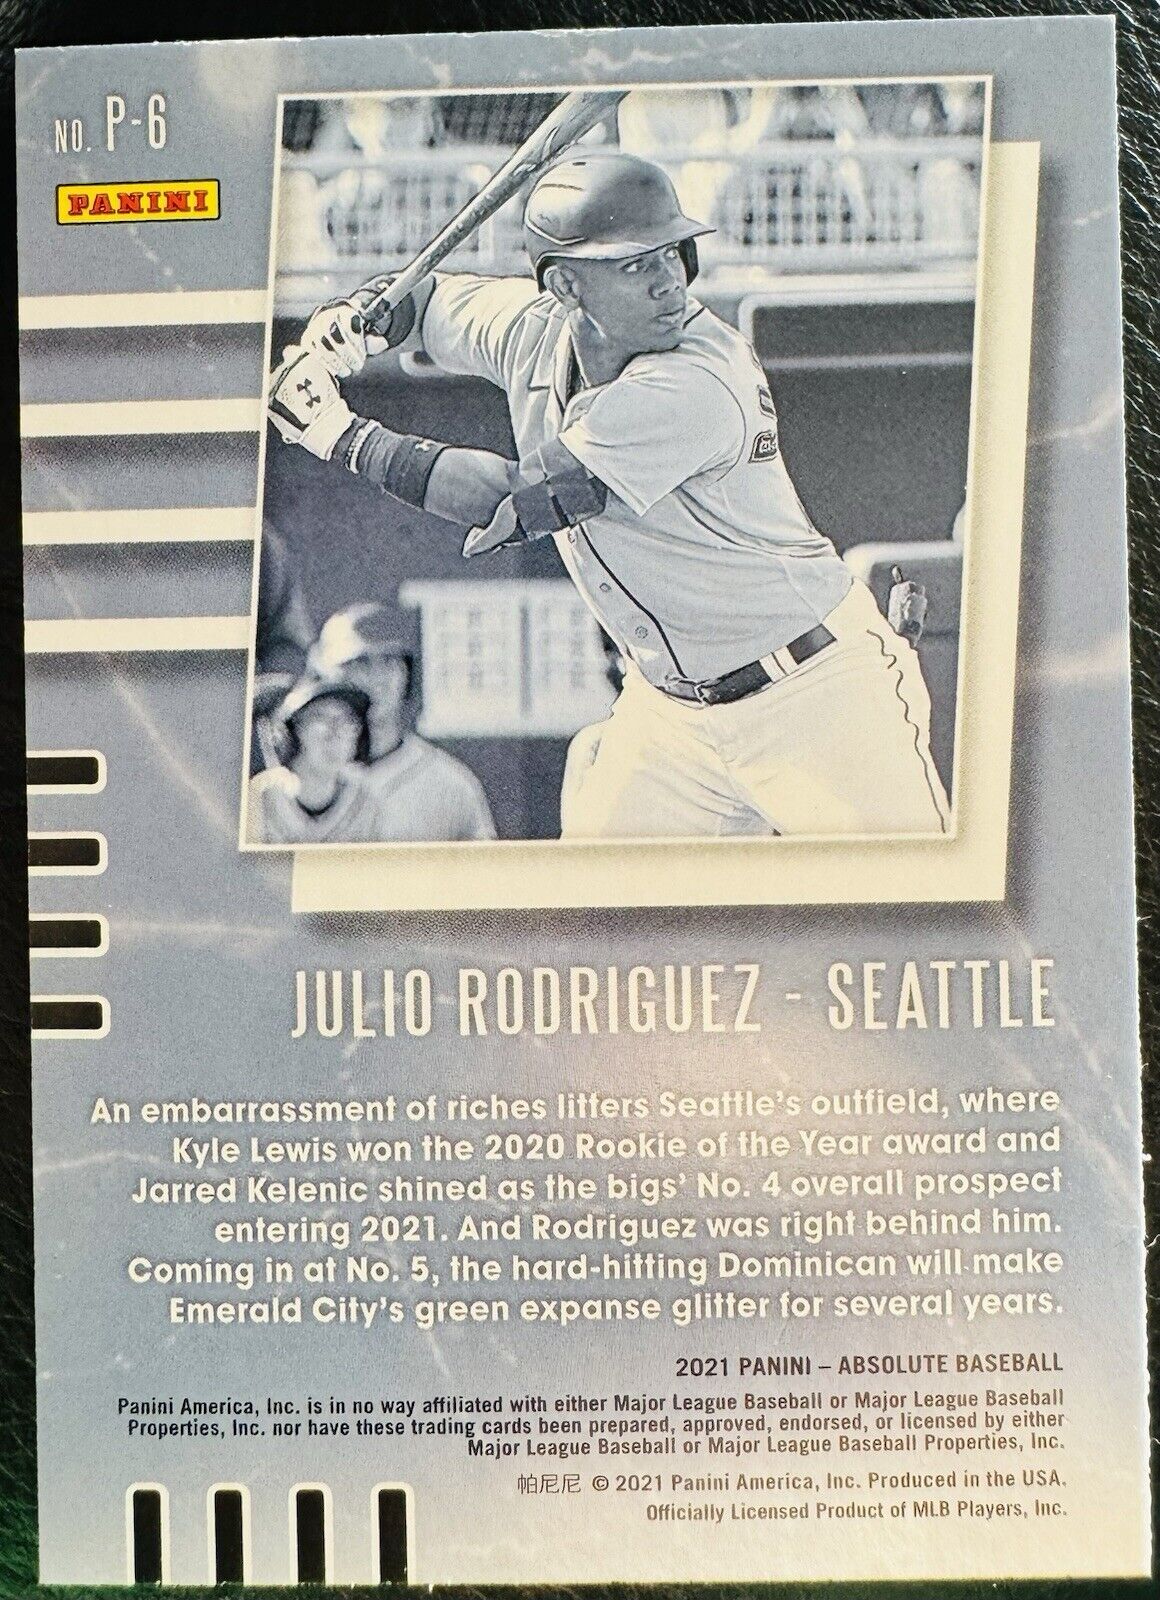 NO. P-6
PANINI
JULIO RODRIGUEZ - SEATTLE
An embarrassment of riches litters Seattle's outfield, where
Kyle Lewis won the 2020 Rookie of the Year award and
Jarred Kelenic shined as the bigs' No. 4 overall prospect
entering 2021. And Rodriguez was right behind him.
Coming in at No. 5, the hard-hitting Dominican will make
Emerald City's green expanse glitter for several years.
2021 PANINI – ABSOLUTE BASEBALL
Panini America, Inc. is in no way affiliated with either Major League Baseball or Major League Baseball
Properties, Inc. nor have these trading cards been prepared, approved, endorsed, or licensed by either
Major League Baseball or Major League Baseball Properties, Inc.
帕尼尼 © 2021 Panini America, Inc. Produced in the USA.
Officially Licensed Product of MLB Players, Inc.